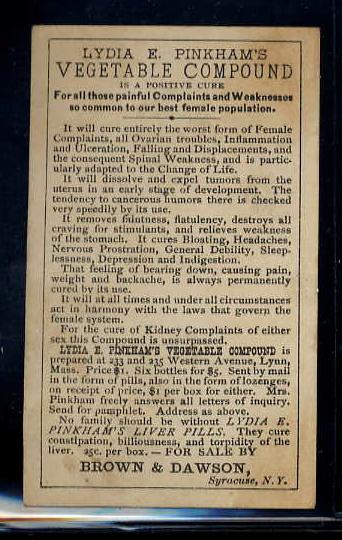 LYDIA E. PINKHAM'S
VEGETABLE COMPOUND
IS A POSITIVE CURE
For all those painful Complaints and Weaknesses
so common to our best female population.
It will cure entirely the worst form of Female
Complaints, all Ovarian troubles, Inflammation
and Ulceration, Falling and Displacements, and
the consequent Spinal Weakness, and is partic-
ularly adapted to the Change of Life.
It will dissolve and expel tumors from the
uterus in an early stage of development. The
tendency to cancerous humors there is checked
very speedily by its use.
It removes faintness, flatulency, destroys all
craving for stimulants, and relieves weakness
of the stomach. It cures Bloating, Headaches,
Nervous Prostration, General Debility, Sleep-
lessness, Depression and Indigestion.
That feeling of bearing down, causing pain,
weight and backache, is always permanently
cured by its use.
It will at all times and under all circumstances
act in harmony with the laws that govern the
female system.
For the cure of Kidney Complaints of either
sex this Compound is unsurpassed.
LYDIA E. PINKHAM'S VEGETABLE COMPOUND is
prepared at 233 and 235 Western Avenue, Lynn,
Mass. Price $1. Six bottles for $5. Sent by mail
in the form of pills, also in the form of lozenges,
on receipt of price, $1 per box for either. Mrs.
Pinkham freely answers all letters of inquiry.
Send for pamphlet. Address as above.
No family should be without LYDIA E.
PINKHAM'S LIVER PILLS. They cure
constipation, billiousness, and torpidity of the
liver. 25c. per box. — FOR SALE BY
BROWN & DAWSON,
Syracuse, N. Y.